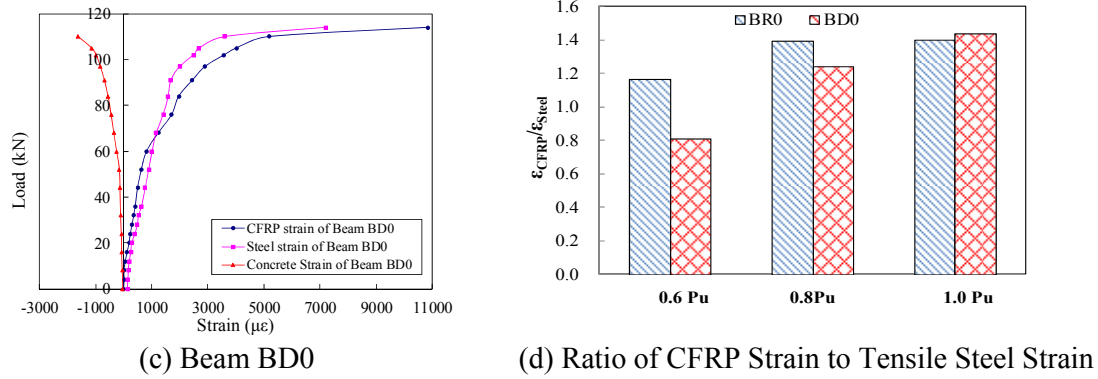 140
120
100
80
60
40
20
0
Load (kN)
CFRP strain of Beam BD0
Steel strain of Beam BD0
Concrete Strain of Beam BD0
-3000 -1000 1000 3000 5000 7000 9000 11000
Strain (με)
(c) Beam BD0
1.6
1.4
1.2
1.0
0.8
0.6
0.4
0.2
0.0
εCFRP/εSteel
BR0 BD0
0.6 Pu 0.8Pu 1.0 Pu
(d) Ratio of CFRP Strain to Tensile Steel Strain